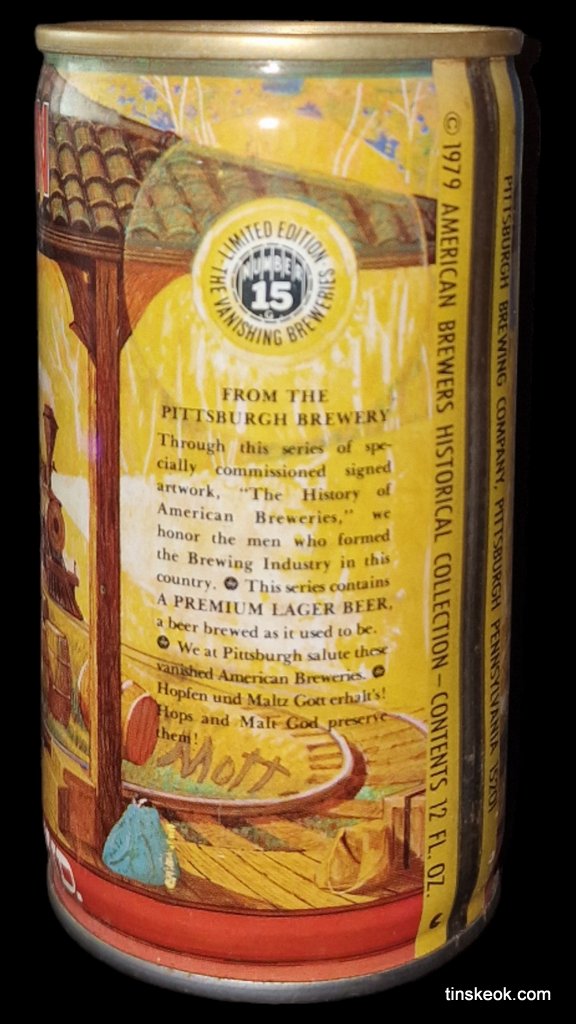 LIMITED EDITION
NUMBER
15
THE VANISHING BREWERIES
FROM THE
PITTSBURGH BREWERY
Through this series of spe-
cially commissioned signed
artwork, "The History of
American Breweries," we
honor the men who formed
the Brewing Industry in this
country. This series contains
A PREMIUM LAGER BEER,
a beer brewed as it used to be.
We at Pittsburgh salute these
vanished American Breweries.
Hopfen und Maltz Gott erhalt's!
Hops and Malt God preserve
them!
Mott
© 1979 AMERICAN BREWERS HISTORICAL COLLECTION – CONTENTS 12 FL. OZ.
PITTSBURGH BREWING COMPANY, PITTSBURGH PENNSYLVANIA 15201
tinskeok.com